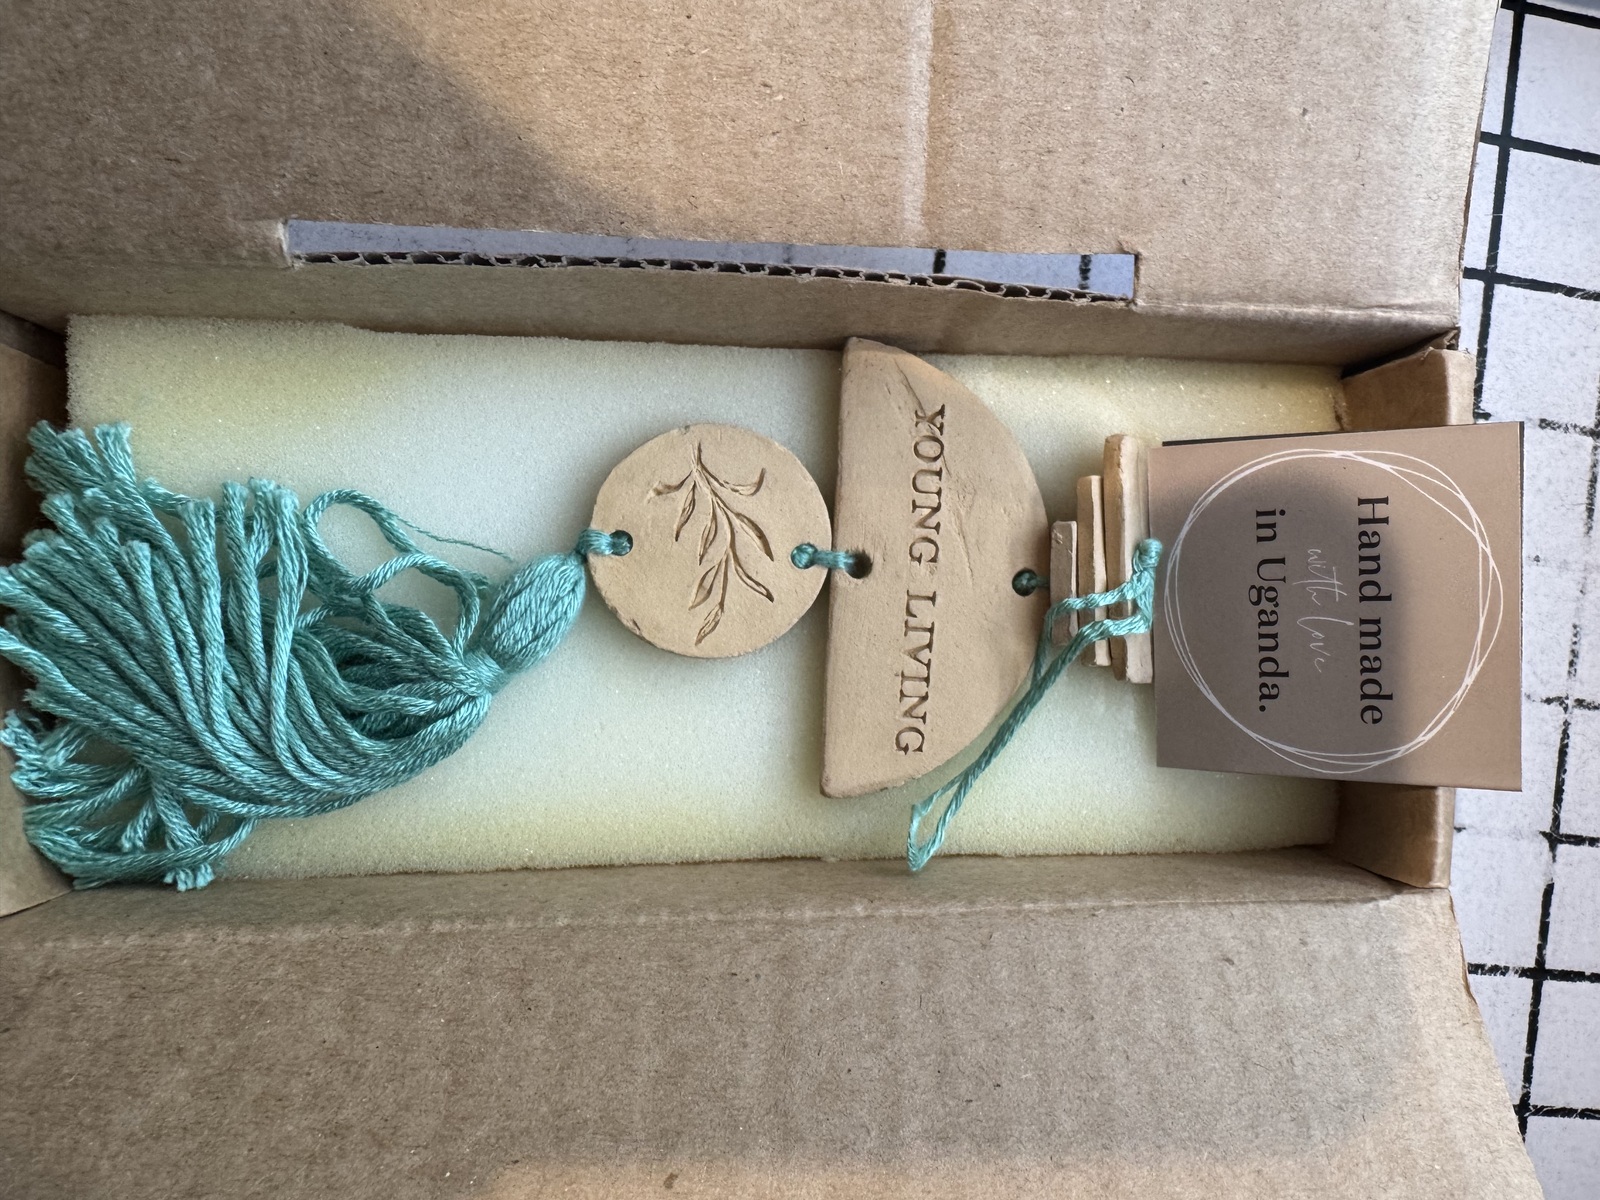 YOUNG LIVING
Hand made
with love
in Uganda.